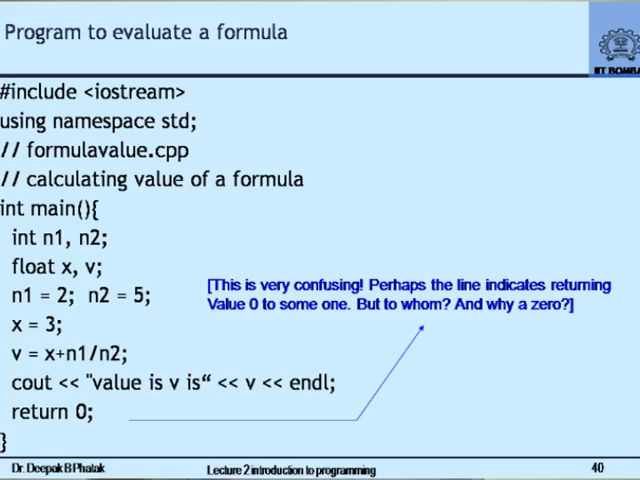 Program to evaluate a formula
IIT BOMBA
#include <iostream>
using namespace std;
// formulavalue.cpp
// calculating value of a formula
int main(){
int n1, n2;
float x, v;
n1 = 2;  n2 = 5;
[This is very confusing! Perhaps the line indicates returning
Value 0 to some one. But to whom? And why a zero?]
x = 3;
v = x+n1/n2;
cout << "value is v is“ << v << endl;
return 0;
}
Dr. Deepak B Phatak
Lecture 2 introduction to programming
40